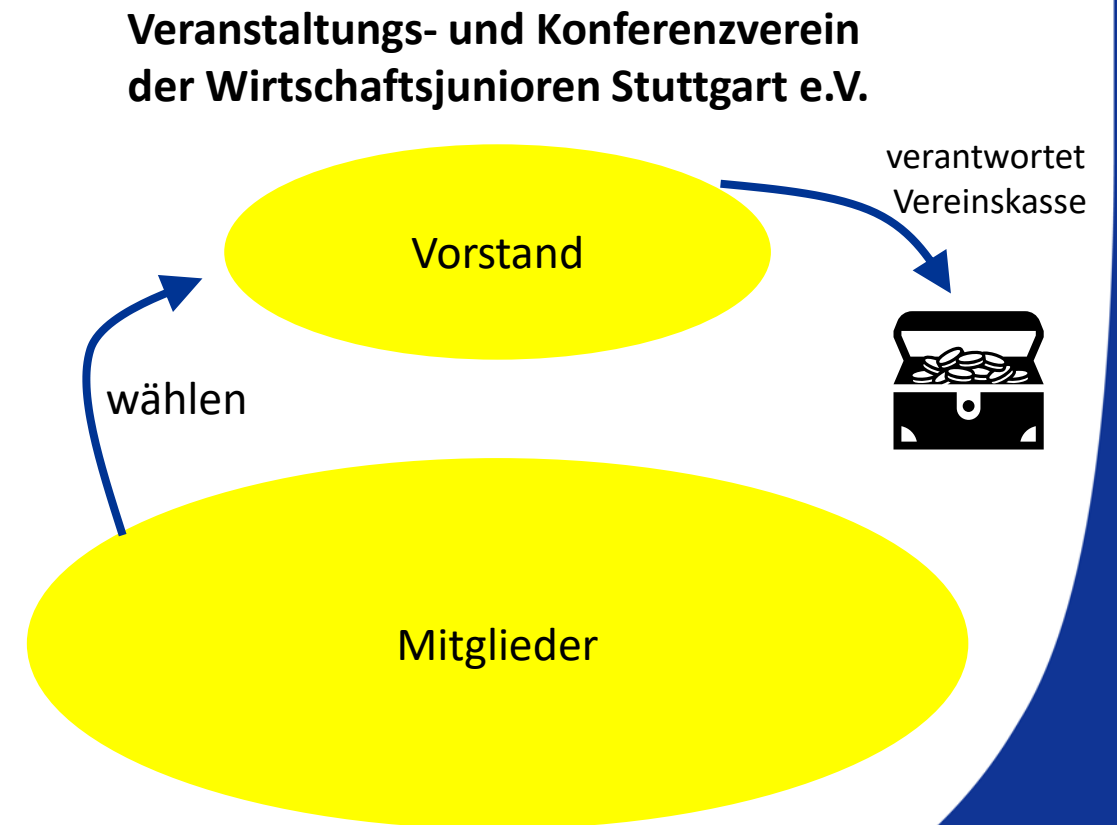 Veranstaltungs- und Konferenzverein
der Wirtschaftsjunioren Stuttgart e.V.
verantwortet
Vereinskasse
Vorstand
wählen
Mitglieder